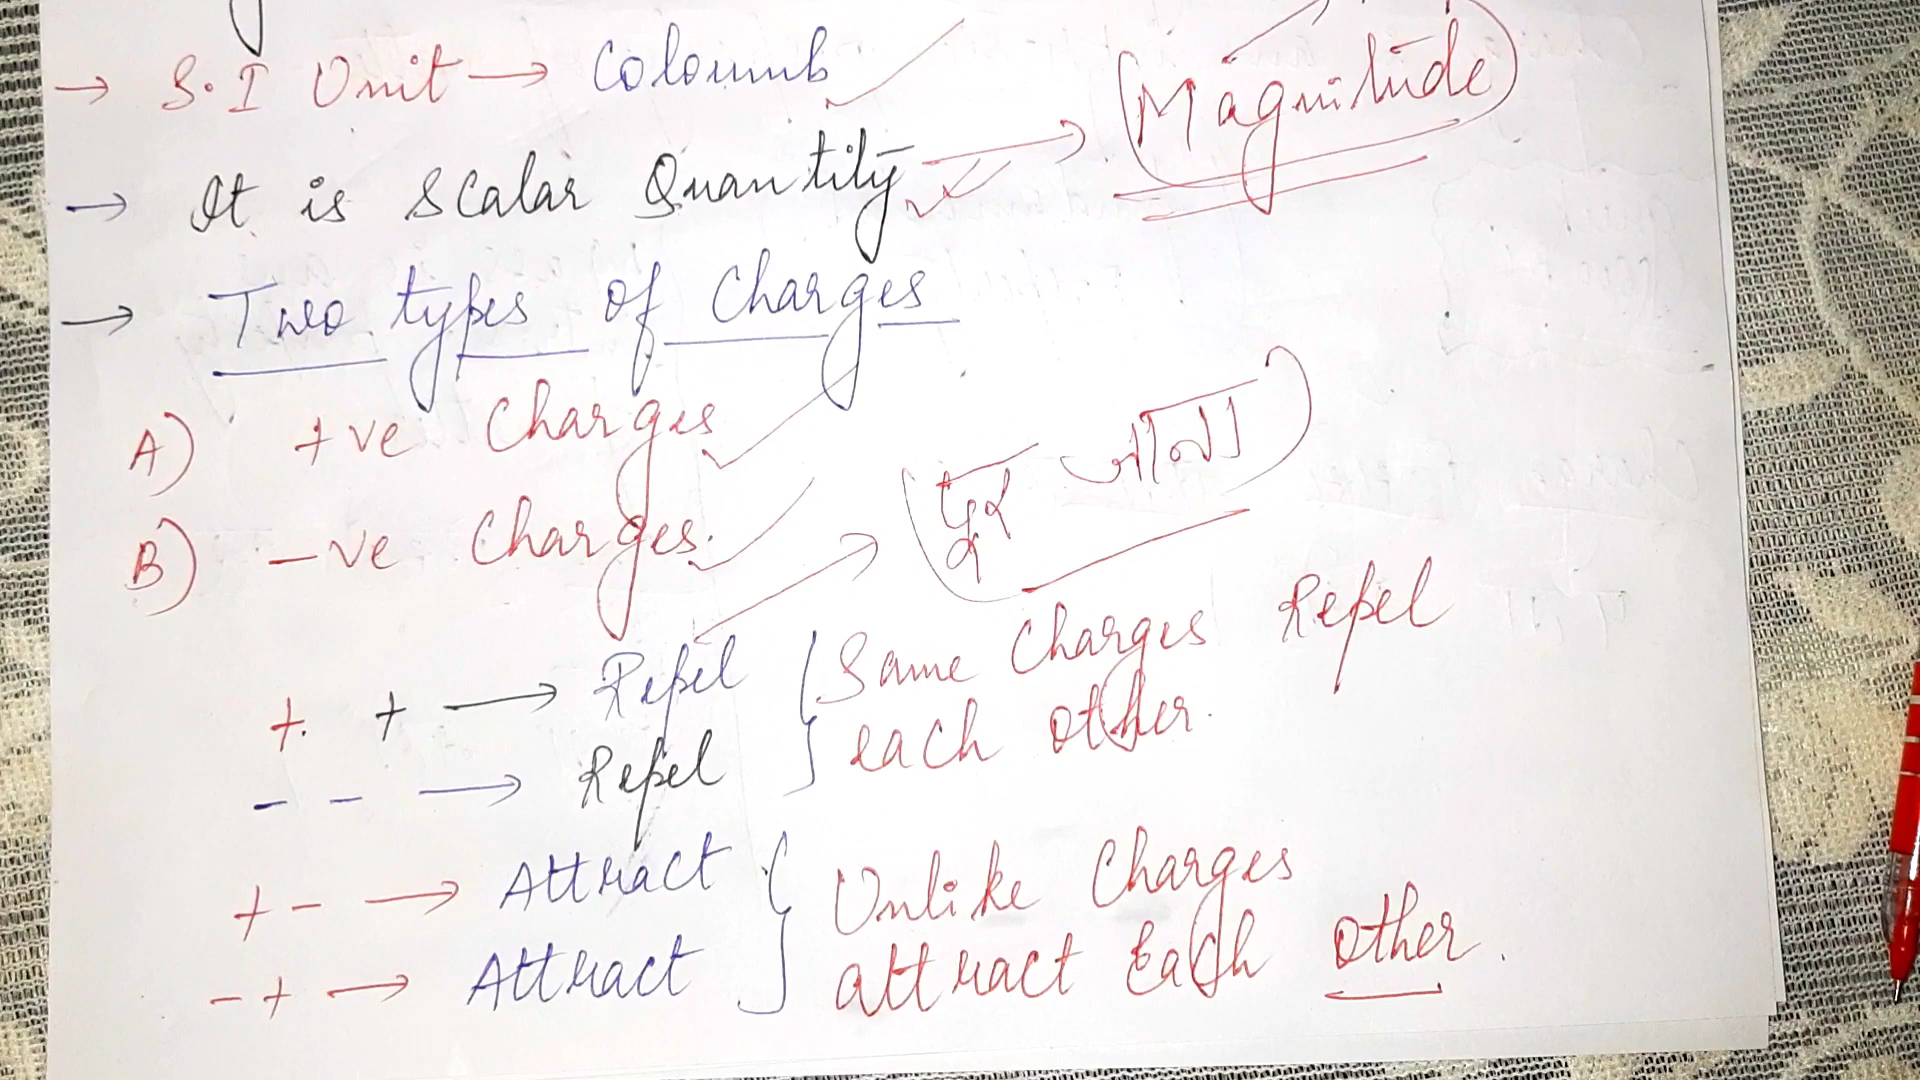 → S.I Unit → Coloumb
→ It is Scalar Quantity → (Magnitude)
→ Two types of Charges
A) +ve Charges
B) -ve Charges.
(दूर जाना)
+ + → Repel
- - → Repel
Same Charges Repel
each other.
+ - → Attract
- + → Attract
Unlike Charges
attract Each other.